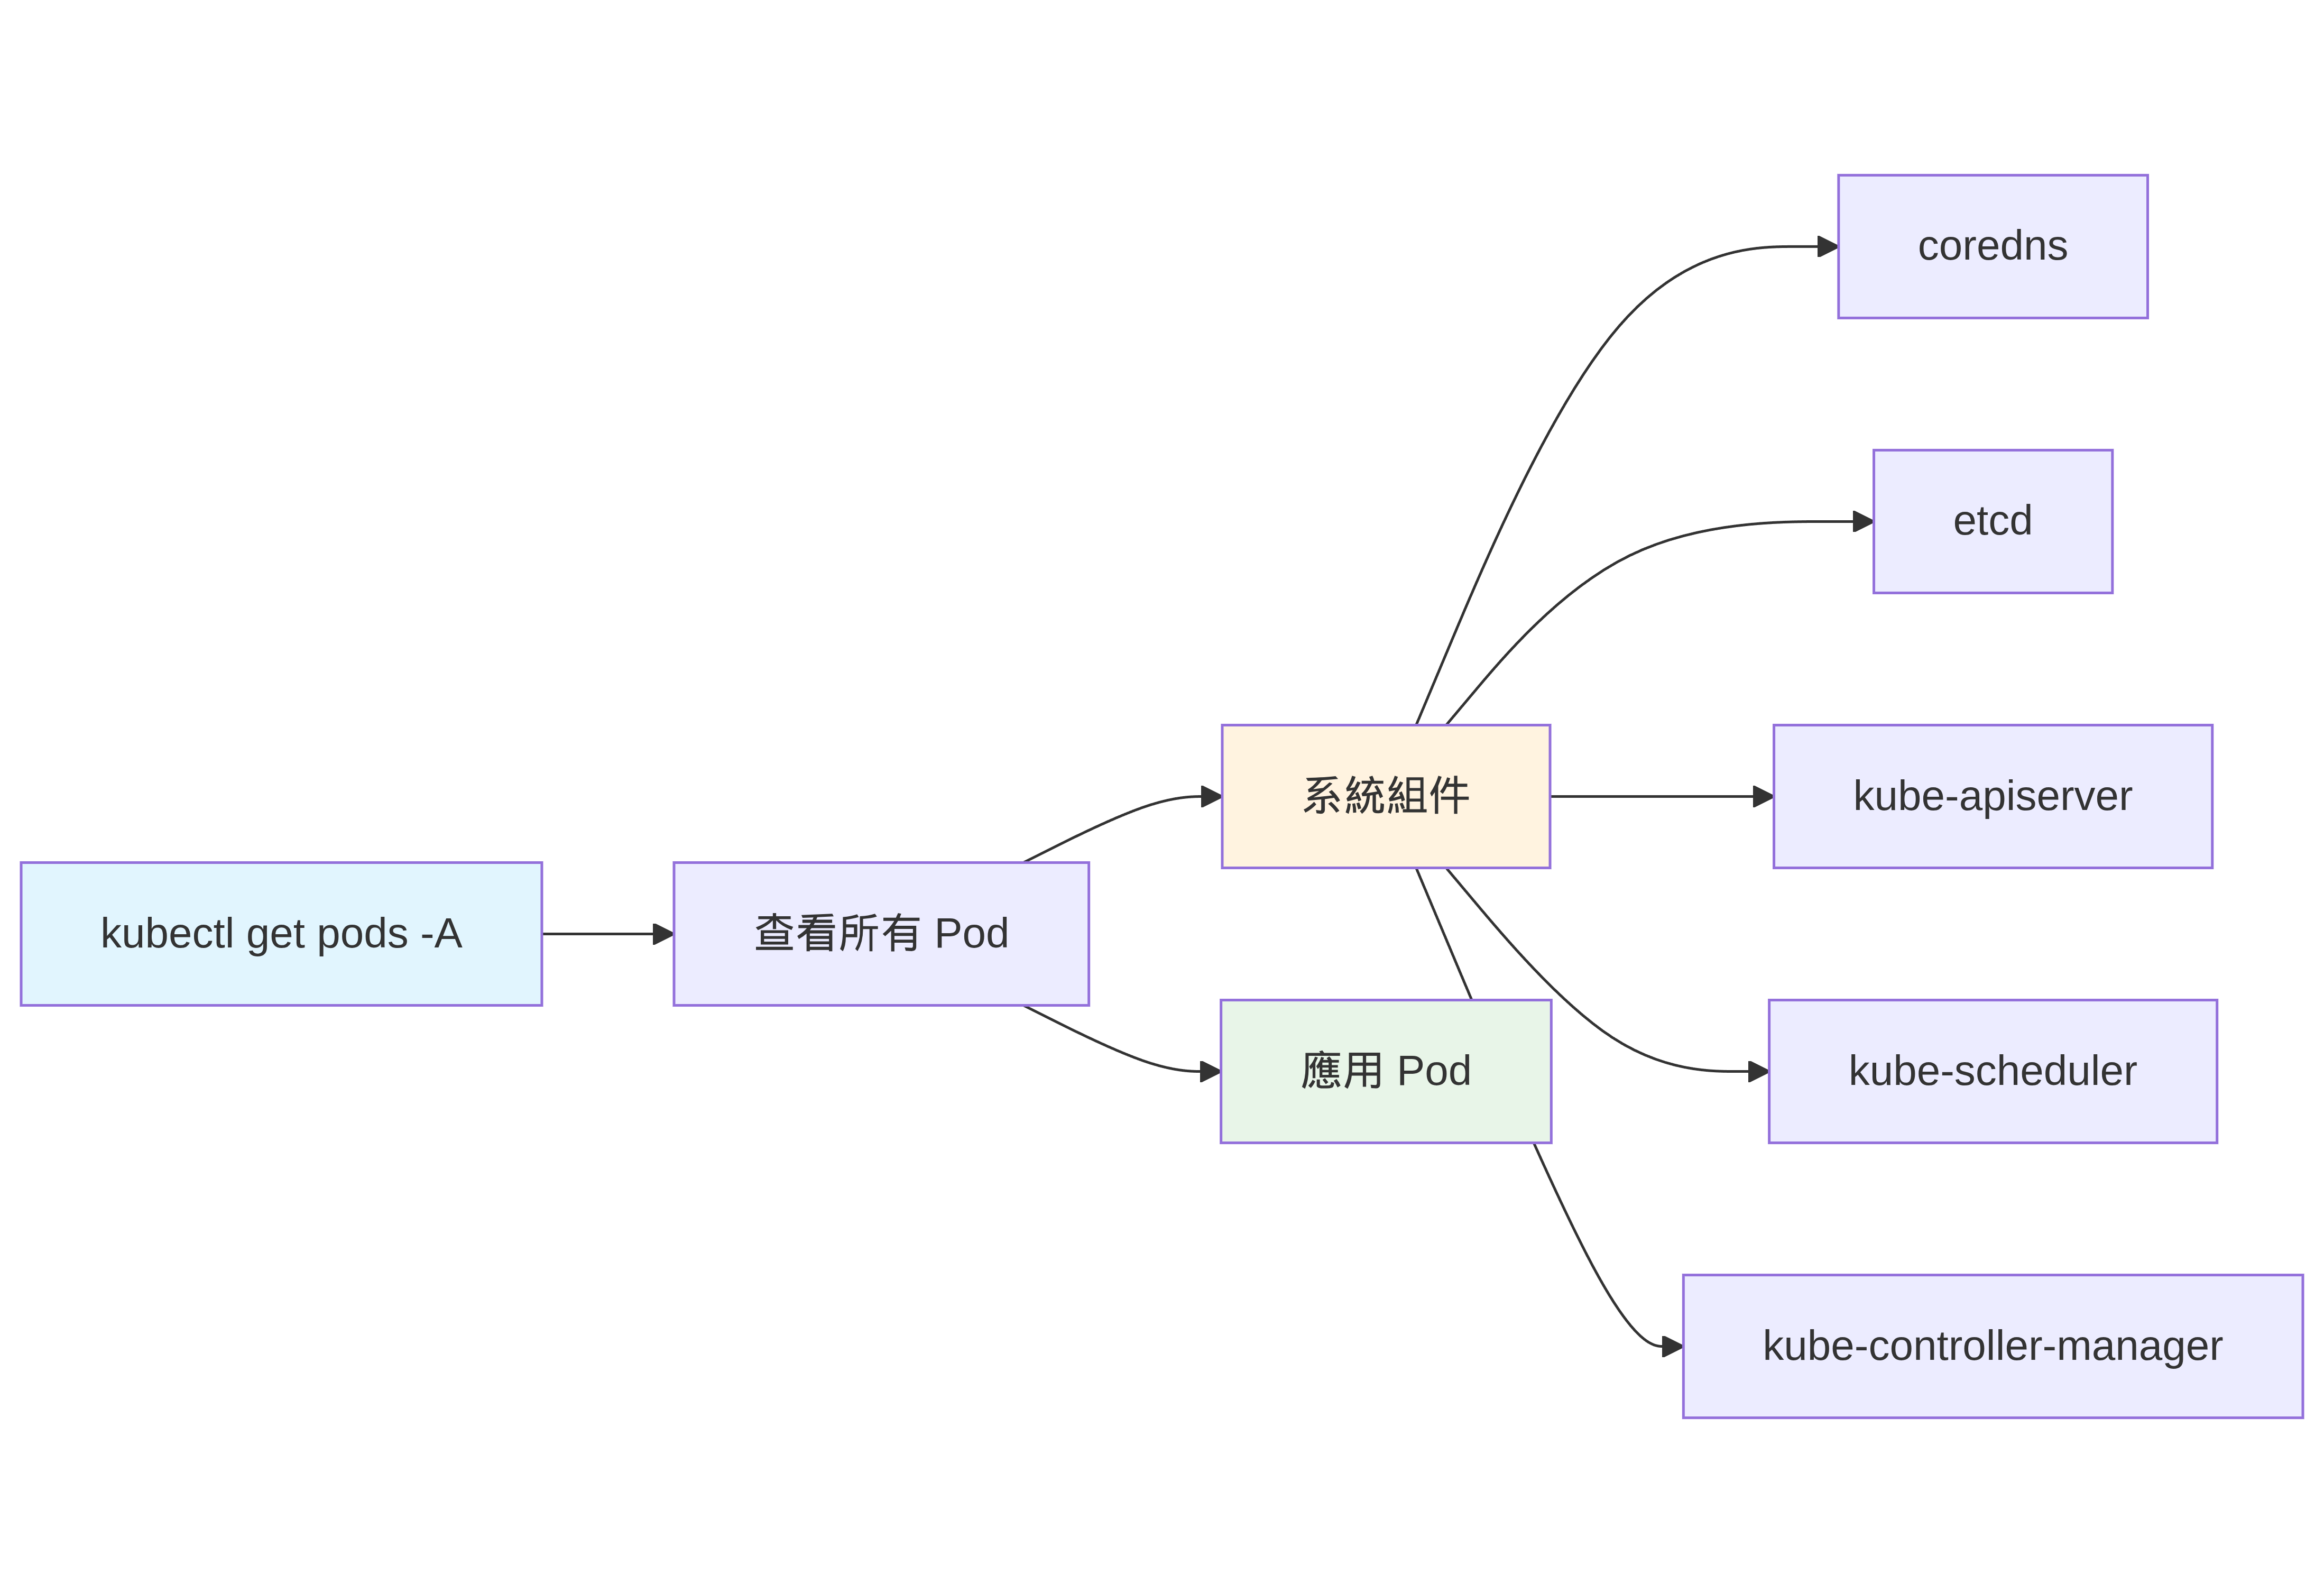 kubectl get pods -A
查看所有 Pod
系統組件
應用 Pod
coredns
etcd
kube-apiserver
kube-scheduler
kube-controller-manager